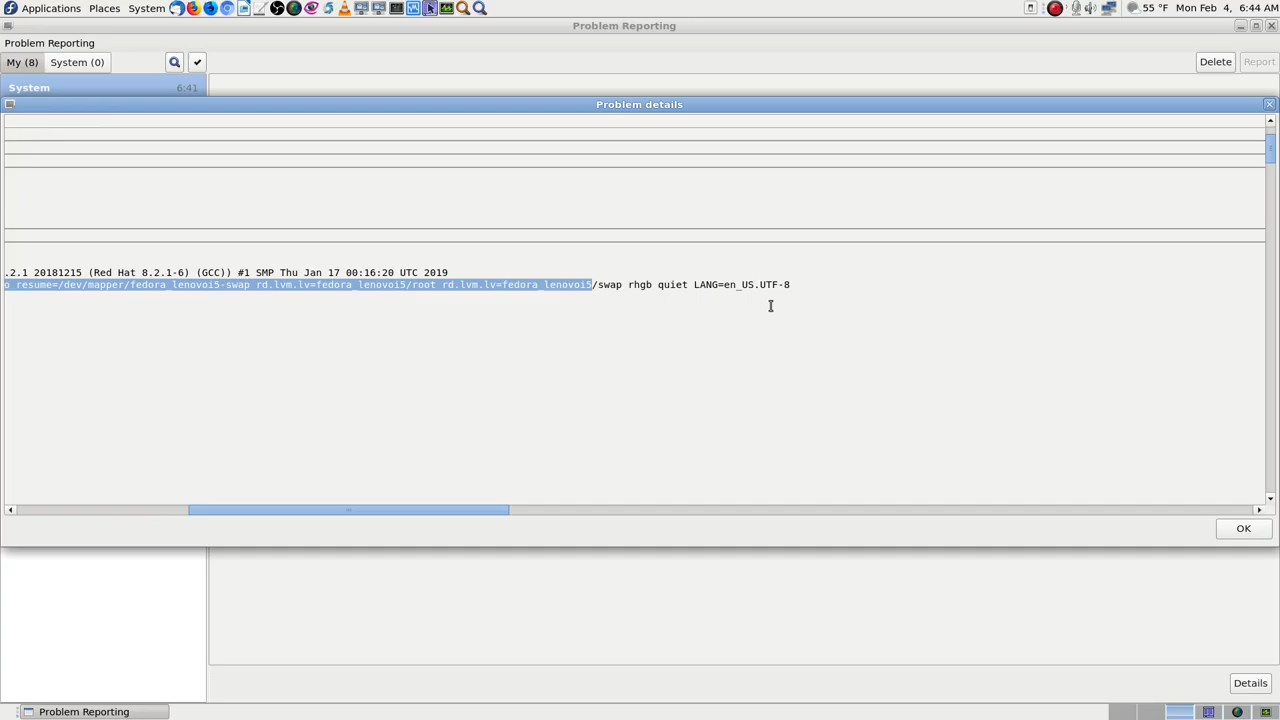 Applications Places System 55 °F Mon Feb 4, 6:44 AM
Problem Reporting
Problem Reporting
My (8) System (0) Delete Report
System 6:41
Problem details
.2.1 20181215 (Red Hat 8.2.1-6) (GCC)) #1 SMP Thu Jan 17 00:16:20 UTC 2019
o resume=/dev/mapper/fedora_lenovoi5-swap rd.lvm.lv=fedora_lenovoi5/root rd.lvm.lv=fedora_lenovoi5/swap rhgb quiet LANG=en_US.UTF-8
OK
Details
Problem Reporting